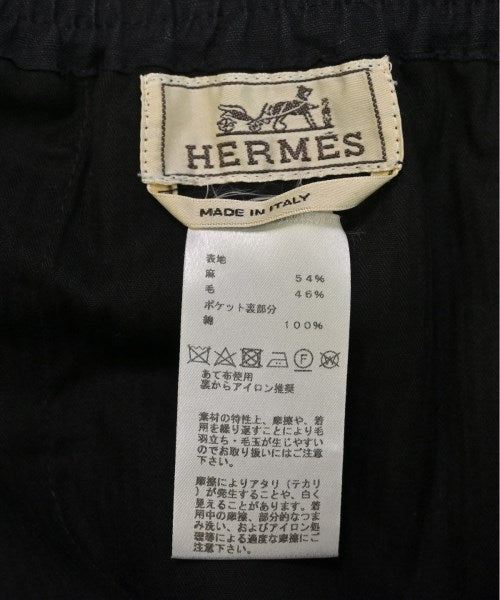 HERMÈS
MADE IN ITALY
表地
麻 54%
毛 46%
ポケット裏部分
綿 100%
あて布使用
裏からアイロン推奨
素材の特性上、摩擦や、着
用を繰り返すことにより毛
羽立ち・毛玉が生じやすい
のでお取り扱いにはご注意
下さい。
摩擦によりアタリ(テカリ
)が発生することや、白く
見えることがあります。着
用中の摩擦、部分的なつま
み洗い、およびアイロン処
理等による過度な摩擦にご
注意下さい。